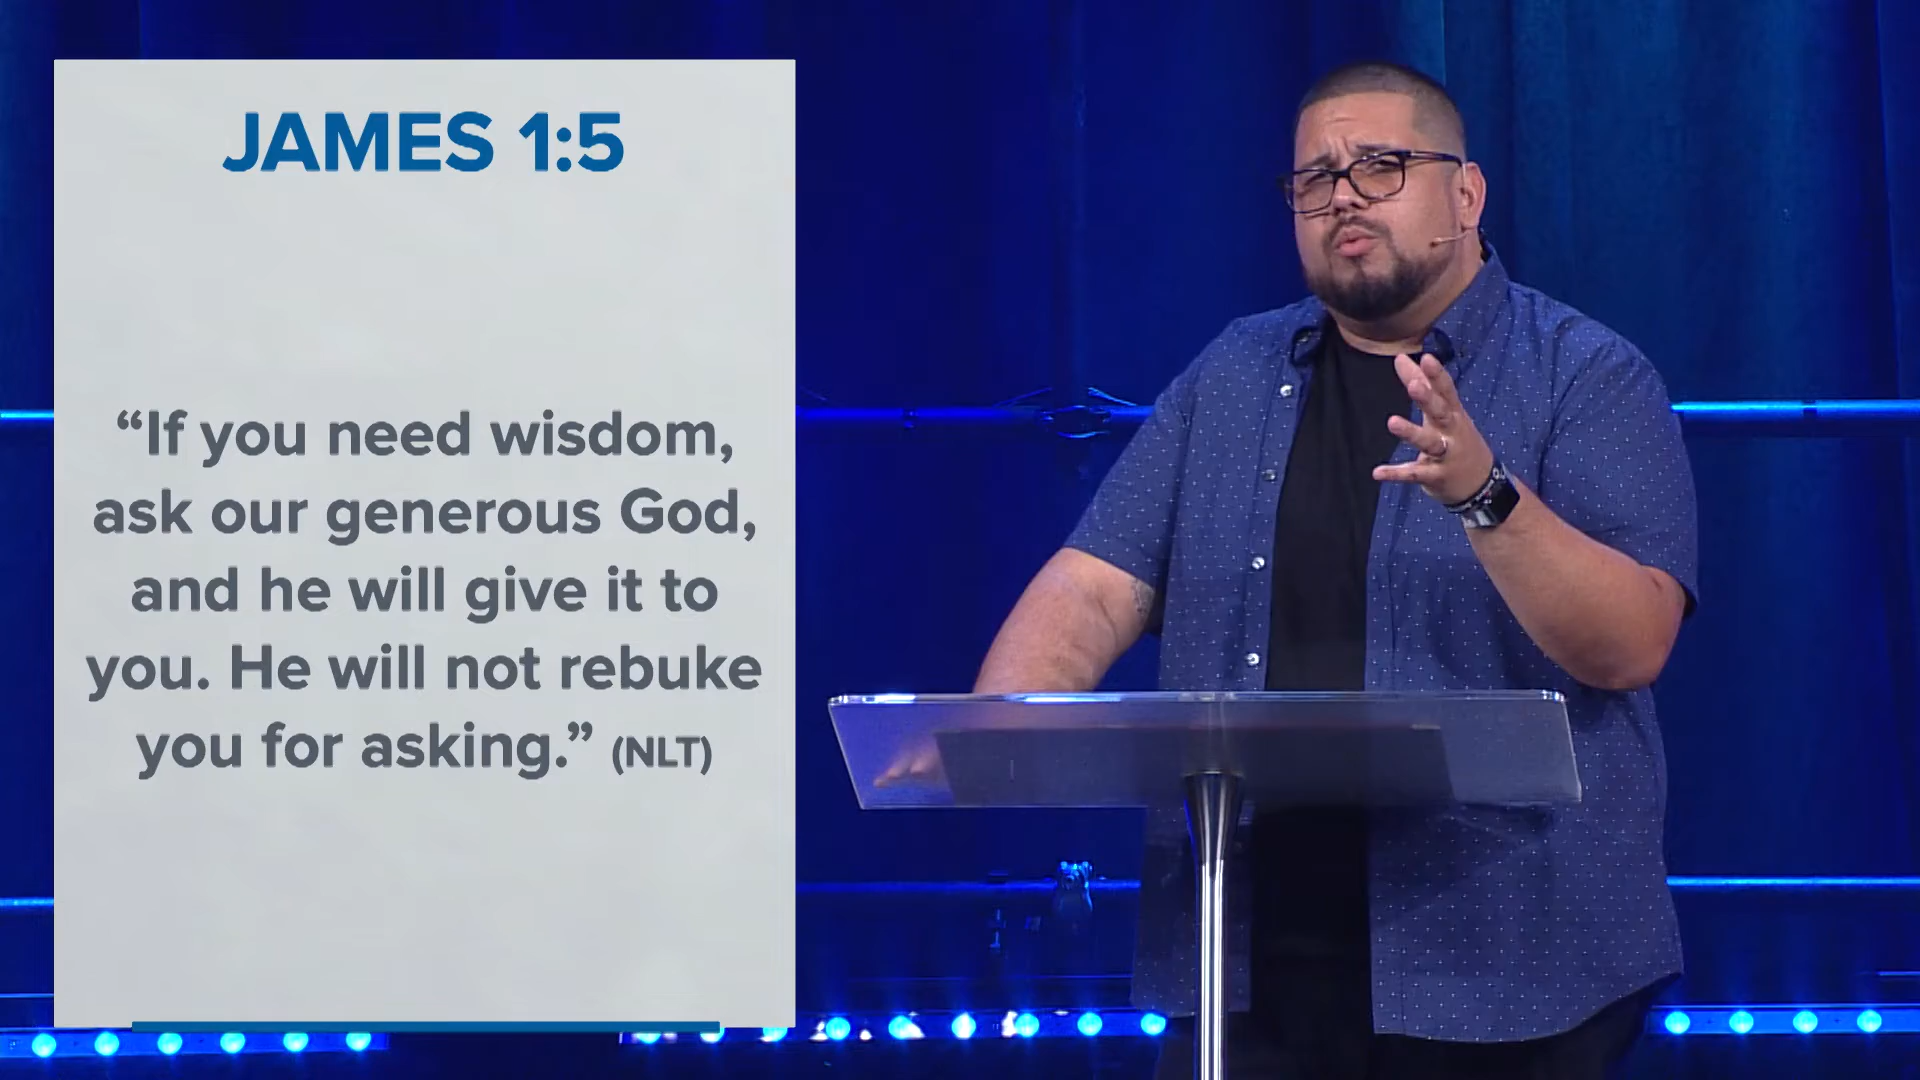 JAMES 1:5
“If you need wisdom,
ask our generous God,
and he will give it to
you. He will not rebuke
you for asking.” (NLT)